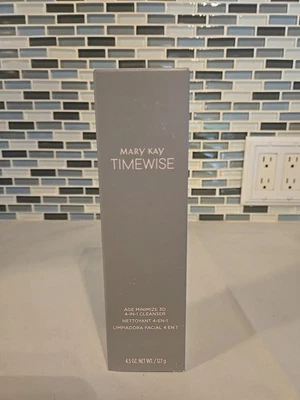 MARY KAY
TIMEWISE
AGE MINIMIZE 3D
4-IN-1 CLEANSER
NETTOYANT 4-EN-1
LIMPIADORA FACIAL 4 EN 1
4.5 OZ. NET WT. / 127 g